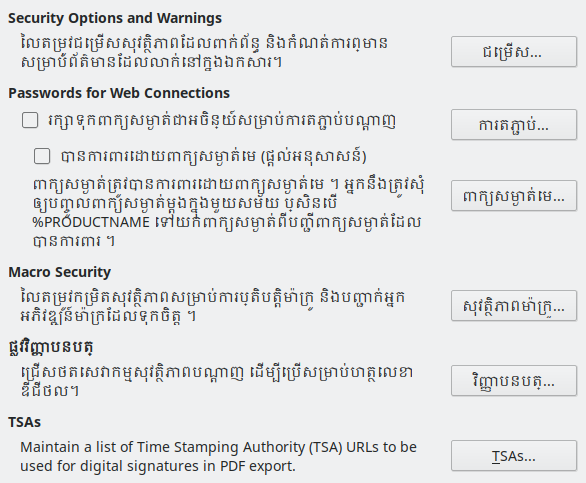 Security Options and Warnings
លៃតម្រូវជម្រើសសុវត្ថិភាពដែលពាក់ព័ន្ធ និងកំណត់ការព្រមាន
សម្រាប់ព័ត៌មានដែលលាក់នៅក្នុងឯកសារ។
ជម្រើស...
Passwords for Web Connections
រក្សាទុកពាក្យសម្ងាត់ជាអចិន្ត្រៃយ៍សម្រាប់ការតភ្ជាប់បណ្ដាញ
ការតភ្ជាប់...
បានការពារដោយពាក្យសម្ងាត់មេ (ផ្ដល់អនុសាសន៍)
ពាក្យសម្ងាត់ត្រូវបានការពារដោយពាក្យសម្ងាត់មេ ។ អ្នកនឹងត្រូវសុំ
ឲ្យបញ្ចូលពាក្យសម្ងាត់ម្ដងក្នុងមួយសម័យ ប្រសិនបើ
%PRODUCTNAME ទៅយកពាក្យសម្ងាត់ពីបញ្ជីពាក្យសម្ងាត់ដែល
បានការពារ ។
ពាក្យសម្ងាត់មេ...
Macro Security
លៃតម្រូវកម្រិតសុវត្ថិភាពសម្រាប់ការប្រតិបត្តិម៉ាក្រូ និងបញ្ជាក់អ្នក
អភិវឌ្ឍន៍ម៉ាក្រូដែលទុកចិត្ត ។
សុវត្ថិភាពម៉ាក្រូ...
ផ្លូវវិញ្ញាបនបត្រ
ជ្រើសថតសេវាកម្មសុវត្ថិភាពបណ្ដាញ ដើម្បីប្រើសម្រាប់ហត្ថលេខា
ឌីជីថល។
វិញ្ញាបនបត្រ...
TSAs
Maintain a list of Time Stamping Authority (TSA) URLs to be
used for digital signatures in PDF export.
TSAs...